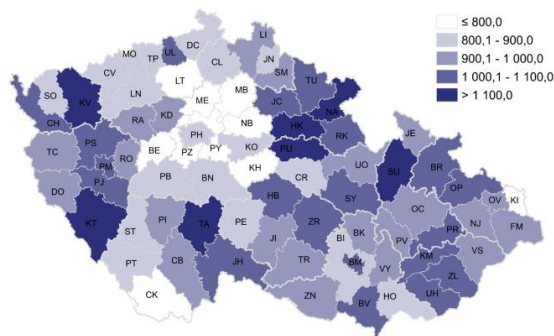 ≤ 800,0
800,1 - 900,0
900,1 - 1 000,0
1 000,1 - 1 100,0
> 1 100,0
LI
DC
UL
MO
TP
CL
JN
SM
CV
LT
TU
SO
KV
LN
ME
MB
JC
NA
CH
RA
KD
NB
HK
RK
JE
PH
TC
PS
RO
BE
PZ
PY
KO
PU
PM
KH
UO
SU
BR
PJ
PB
BN
CR
OP
DO
HB
SY
OC
OV
KI
KT
ST
PI
TA
PE
ZR
BK
PV
PR
NJ
FM
JI
BI
BM
KM
VS
PT
CB
JH
TR
VY
ZL
CK
ZN
BV
HO
UH